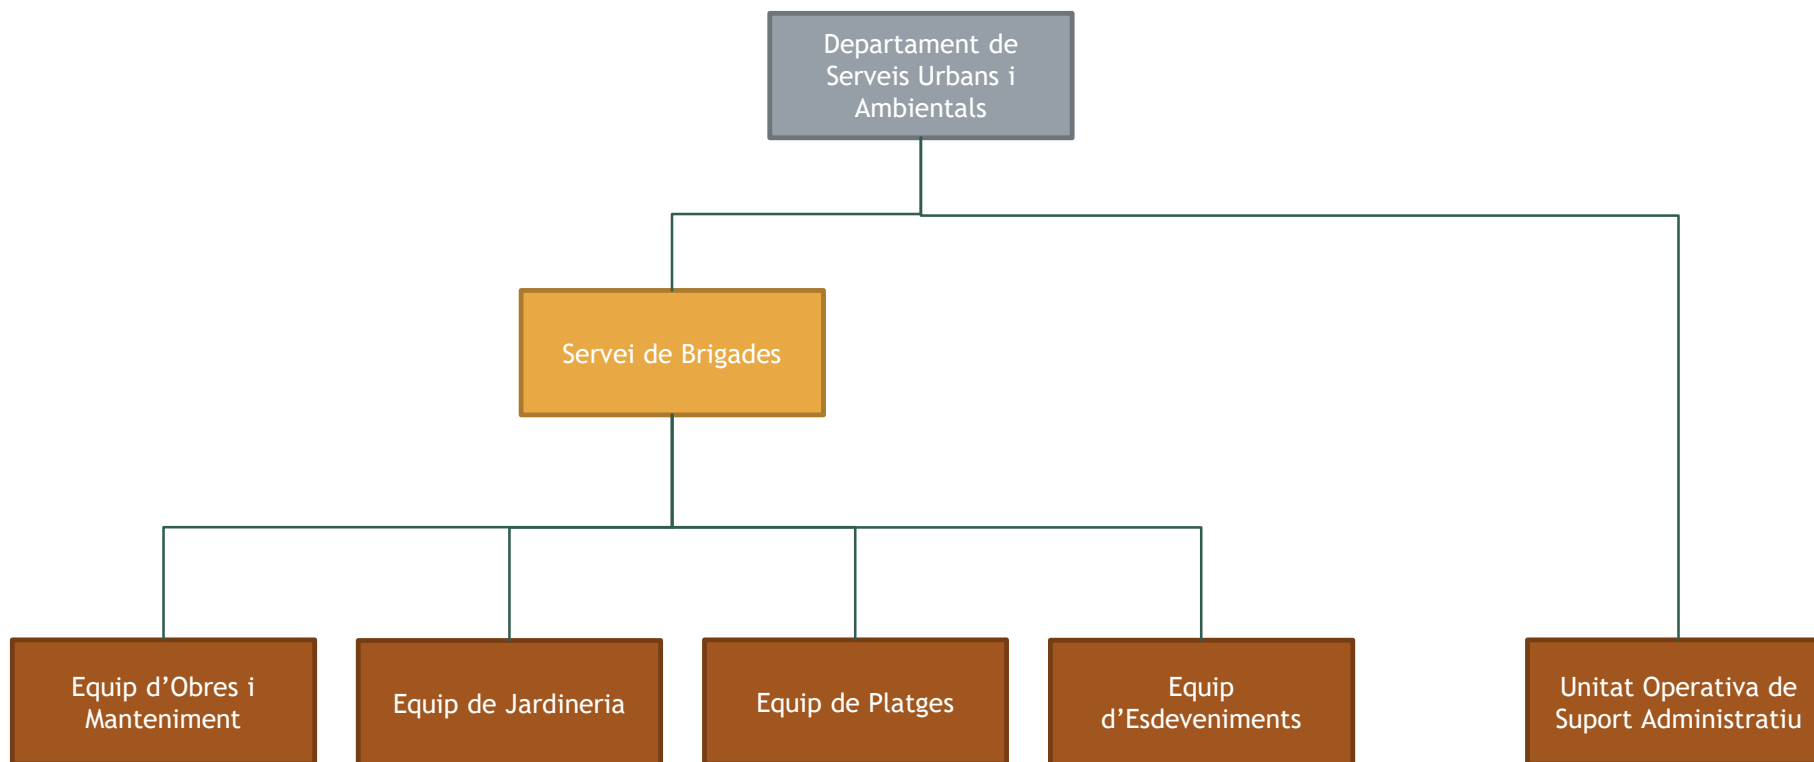 Departament de
Serveis Urbans i
Ambientals
Servei de Brigades
Equip d’Obres i
Manteniment
Equip de Jardineria
Equip de Platges
Equip
d’Esdeveniments
Unitat Operativa de
Suport Administratiu